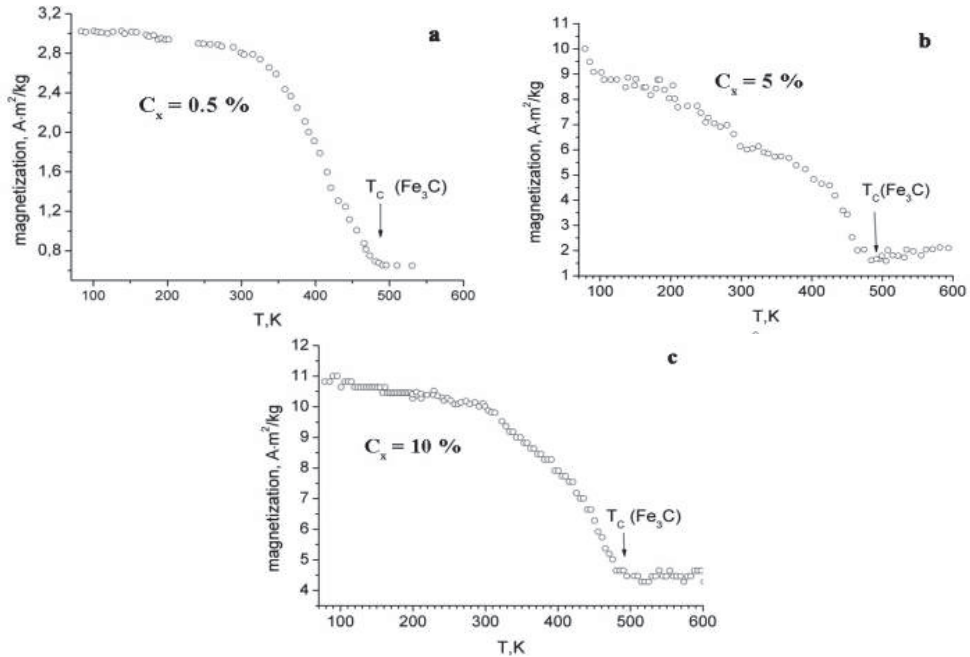 a
magnetization, A·m²/kg
3,2
2,8
2,4
2,0
1,6
1,2
0,8
C_x = 0.5 %
T_C (Fe₃C)
100 200 300 400 500 600
T,K
b
magnetization, A·m²/kg
11
10
9
8
7
6
5
4
3
2
1
C_x = 5 %
T_C(Fe₃C)
100 200 300 400 500 600
T,K
c
magnetization, A·m²/kg
12
11
10
9
8
7
6
5
4
C_x = 10 %
T_C (Fe₃C)
100 200 300 400 500 600
T,K